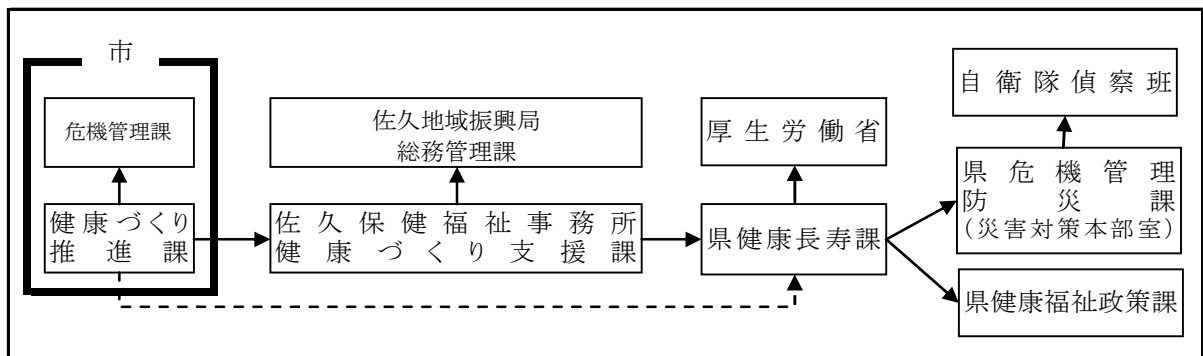 市
危機管理課
健康づくり
推進課
佐久地域振興局
総務管理課
佐久保健福祉事務所
健康づくり支援課
厚生労働省
県健康長寿課
自衛隊偵察班
県危機管理
防災課
(災害対策本部室)
県健康福祉政策課